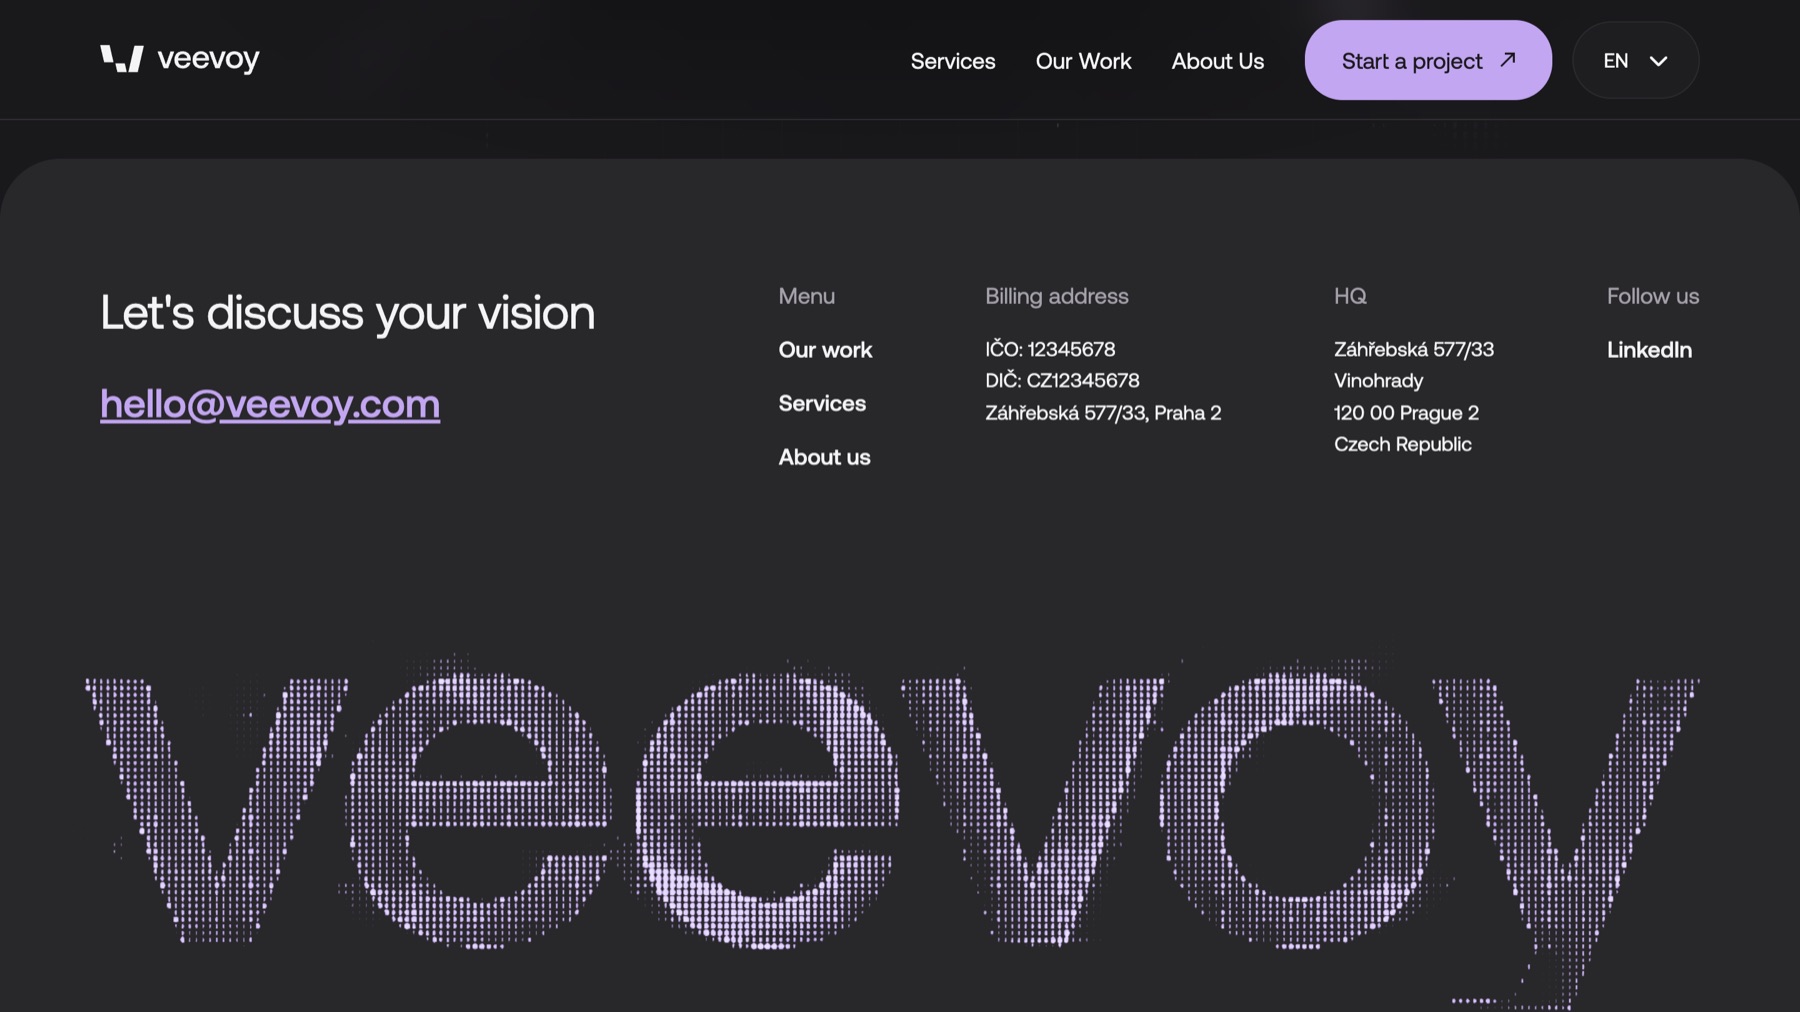 veevoy
Services
Our Work
About Us
Start a project
EN
Let's discuss your vision
hello@veevoy.com
Menu
Our work
Services
About us
Billing address
IČO: 12345678
DIČ: CZ12345678
Záhřebská 577/33, Praha 2
HQ
Záhřebská 577/33
Vinohrady
120 00 Prague 2
Czech Republic
Follow us
LinkedIn
veevoy